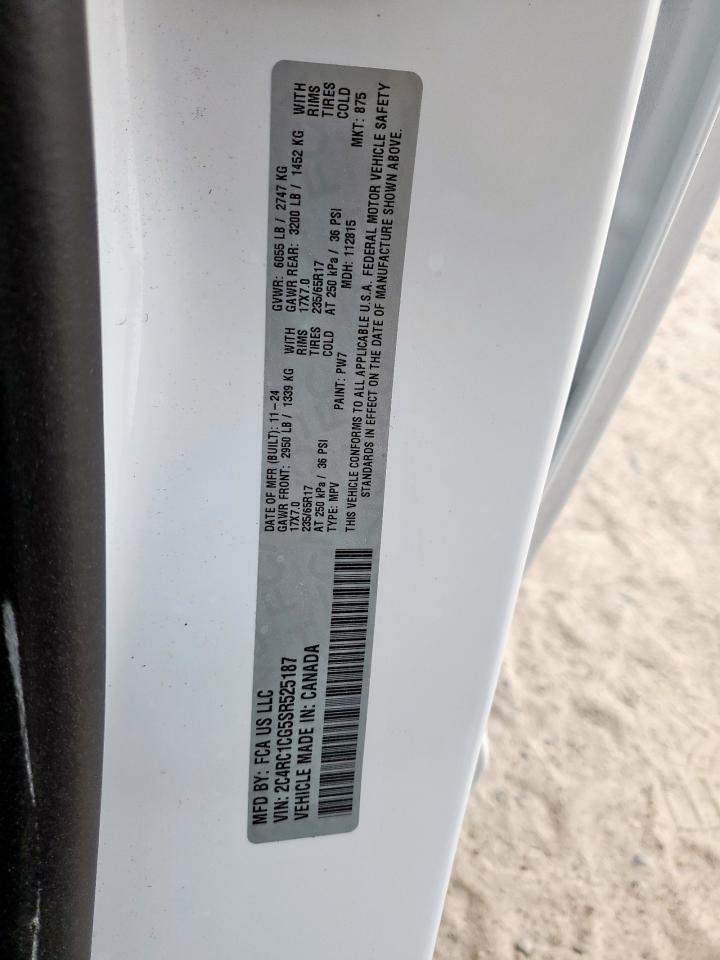 MFD BY: FCA US LLC
VIN: 2C4RC1CG5SR525187
VEHICLE MADE IN: CANADA
DATE OF MFR (BUILT): 11-24
GAWR FRONT: 2950 LB / 1339 KG WITH
17X7.0 RIMS
235/65R17 TIRES
AT 250 kPa / 36 PSI COLD
TYPE: MPV PAINT: PW7
GVWR: 6055 LB / 2747 KG
GAWR REAR: 3200 LB / 1452 KG WITH
17X7.0 RIMS
235/65R17 TIRES
AT 250 kPa / 36 PSI COLD
MDH: 112815 MKT: 875
THIS VEHICLE CONFORMS TO ALL APPLICABLE U.S.A. FEDERAL MOTOR VEHICLE SAFETY
STANDARDS IN EFFECT ON THE DATE OF MANUFACTURE SHOWN ABOVE.